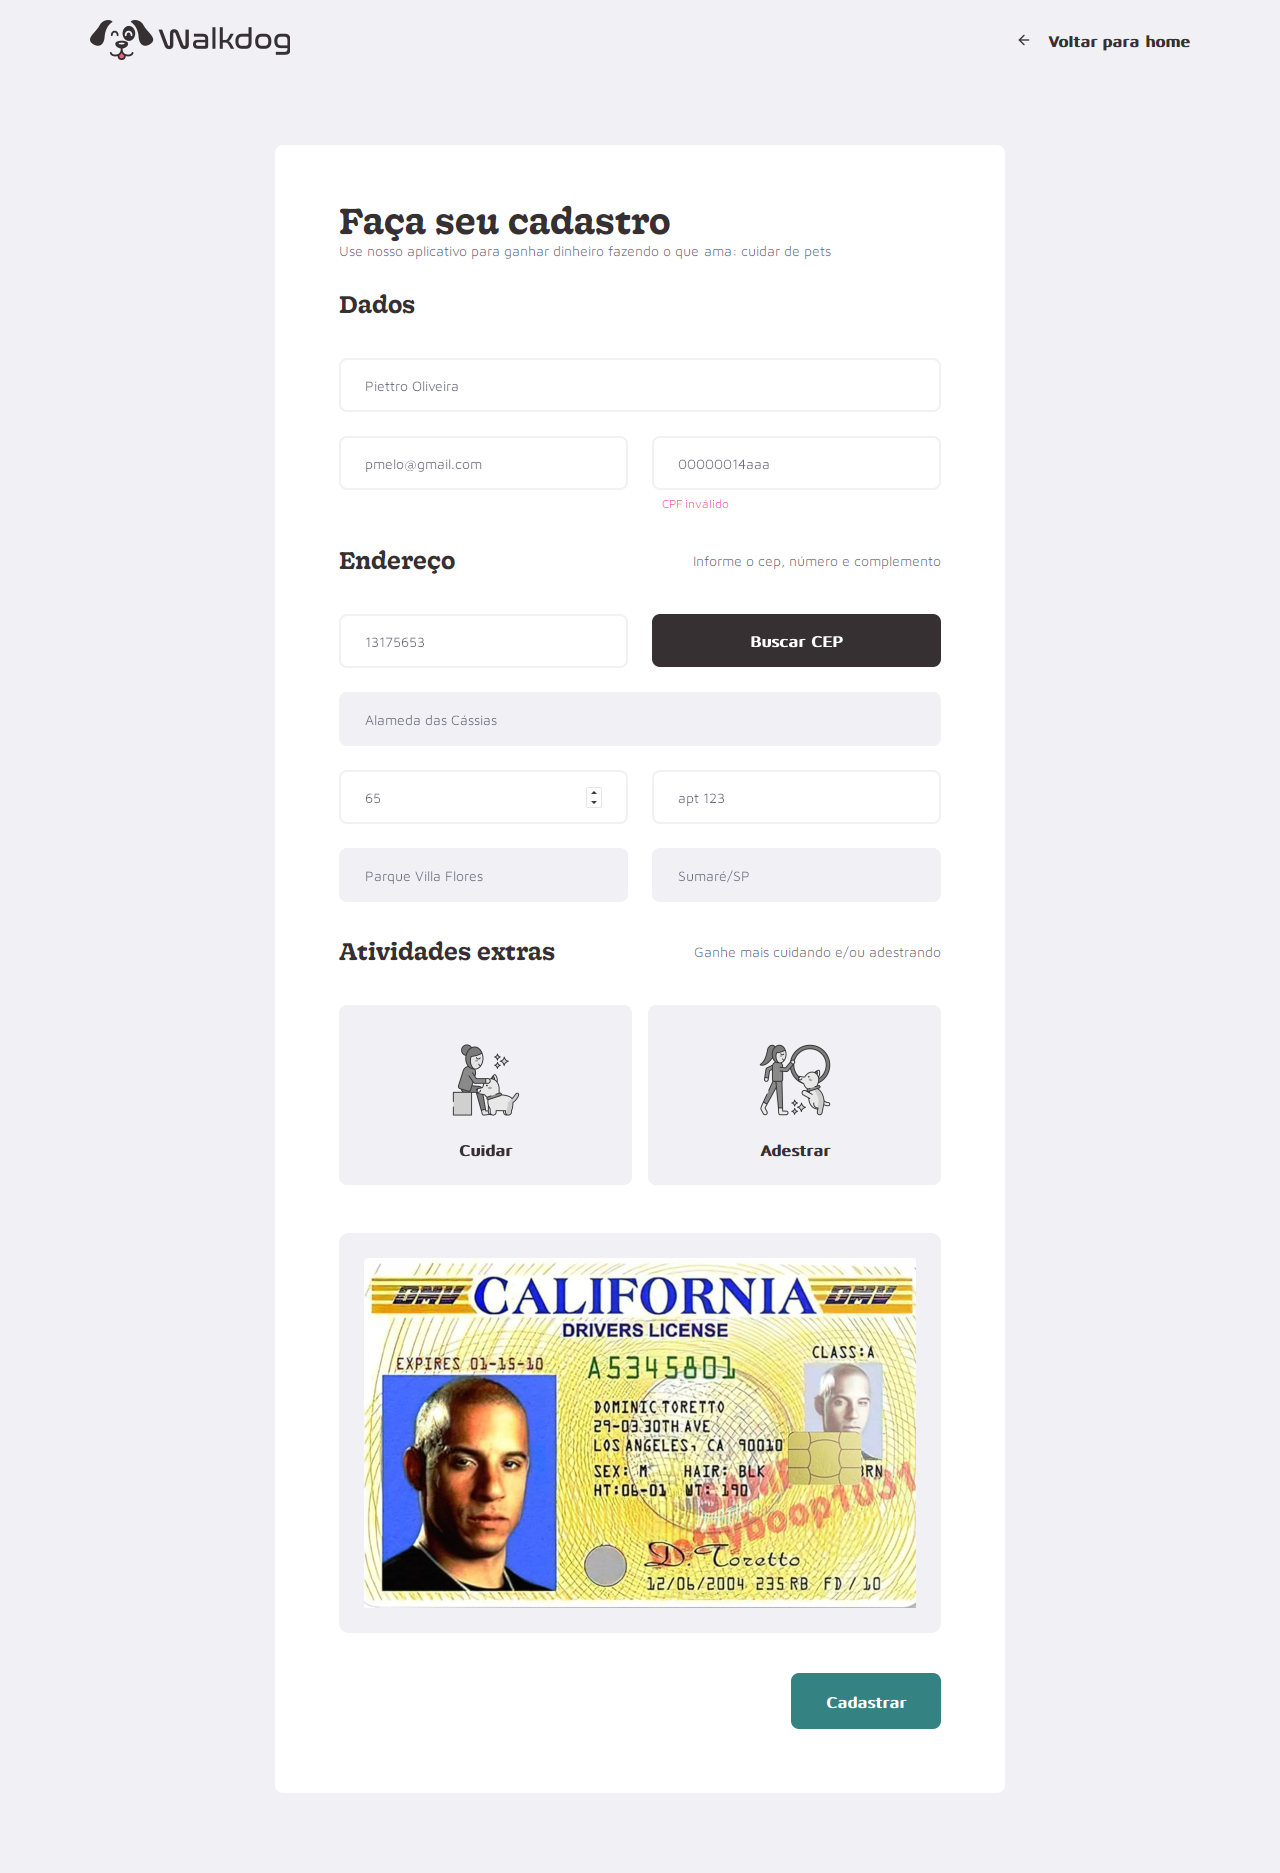 Walkdog
Voltar para home
Faça seu cadastro
Use nosso aplicativo para ganhar dinheiro fazendo o que ama: cuidar de pets
Dados
Piettro Oliveira
pmelo@gmail.com
00000014aaa
CPF Inválido
Endereço
Informe o cep, número e complemento
13175653
Buscar CEP
Alameda das Cássias
65
apt 123
Parque Villa Flores
Sumaré/SP
Atividades extras
Ganhe mais cuidando e/ou adestrando
Cuidar
Adestrar
DMV CALIFORNIA DMV
DRIVERS LICENSE
EXPIRES 01-15-10
A5345801
CLASS:A
DOMINIC TORETTO
29-03.30TH AVE
LOS ANGELES, CA 90010
SEX: M HAIR: BLK
HT:06-01 WT: 190
D. Toretto
12/06/2004 235 RB FD / 10
Cadastrar